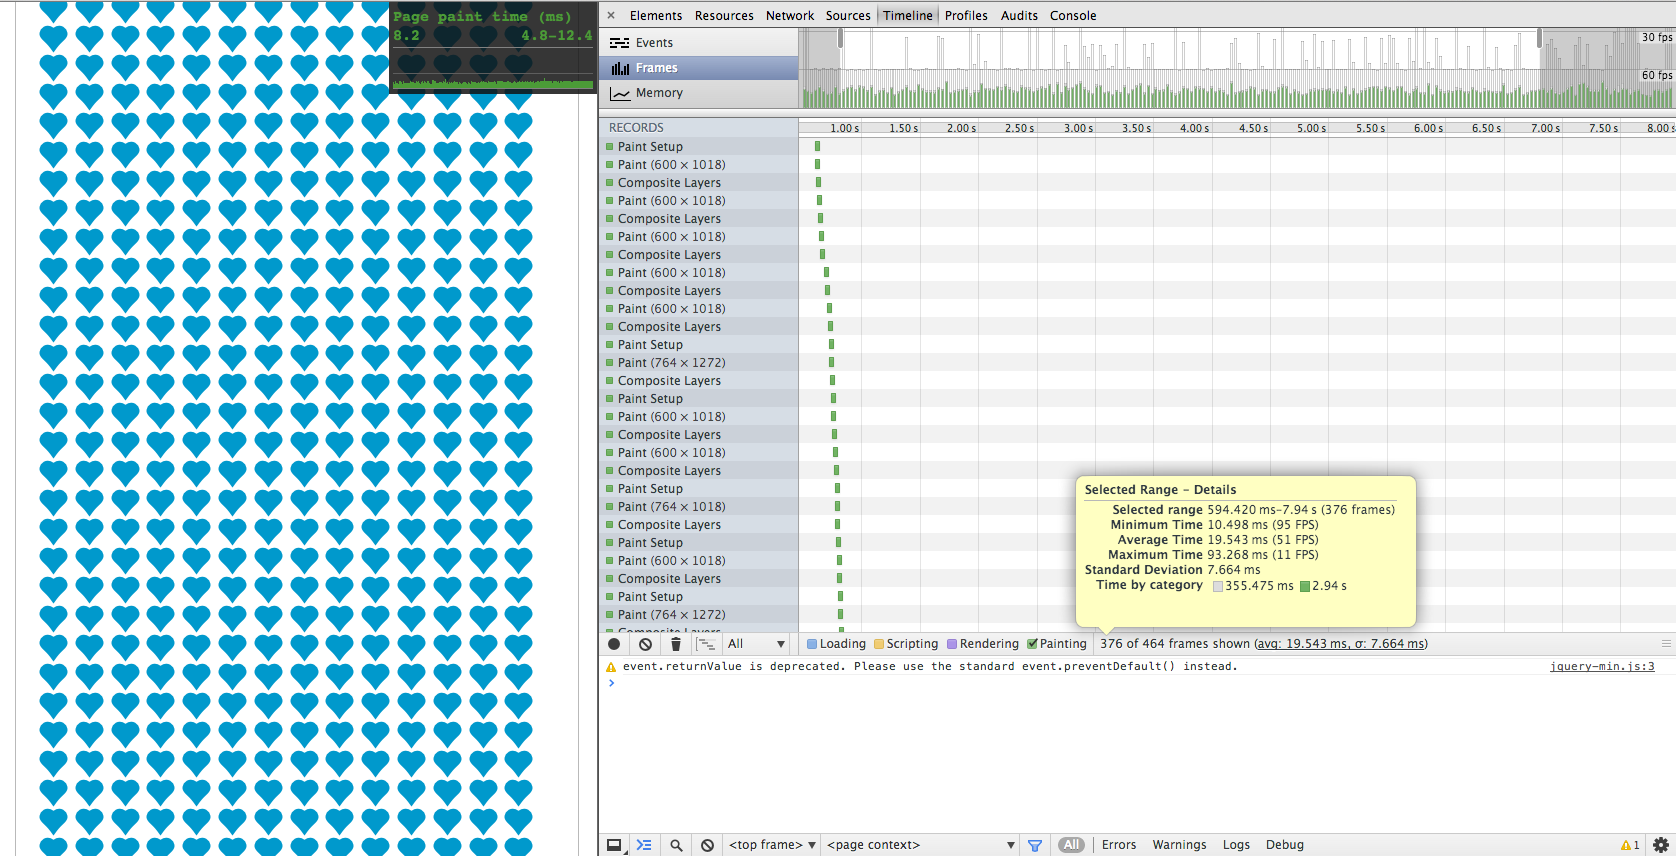 Page paint time (ms)
8.2 4.8-12.4
× Elements Resources Network Sources Timeline Profiles Audits Console
Events
Frames
Memory
30 fps
60 fps
RECORDS 1.00 s 1.50 s 2.00 s 2.50 s 3.00 s 3.50 s 4.00 s 4.50 s 5.00 s 5.50 s 6.00 s 6.50 s 7.00 s 7.50 s 8.00 s
Paint Setup
Paint (600 × 1018)
Composite Layers
Paint (600 × 1018)
Composite Layers
Paint (600 × 1018)
Composite Layers
Paint (600 × 1018)
Composite Layers
Paint (600 × 1018)
Composite Layers
Paint Setup
Paint (764 × 1272)
Composite Layers
Paint Setup
Paint (600 × 1018)
Composite Layers
Paint (600 × 1018)
Composite Layers
Paint Setup
Paint (764 × 1018)
Composite Layers
Paint Setup
Paint (600 × 1018)
Composite Layers
Paint Setup
Paint (764 × 1272)
Composite Layers
Selected Range – Details
Selected range 594.420 ms–7.94 s (376 frames)
Minimum Time 10.498 ms (95 FPS)
Average Time 19.543 ms (51 FPS)
Maximum Time 93.268 ms (11 FPS)
Standard Deviation 7.664 ms
Time by category 355.475 ms 2.94 s
All Loading Scripting Rendering Painting 376 of 464 frames shown (avg: 19.543 ms, σ: 7.664 ms)
event.returnValue is deprecated. Please use the standard event.preventDefault() instead. jquery-min.js:3
<top frame> <page context> All Errors Warnings Logs Debug 1